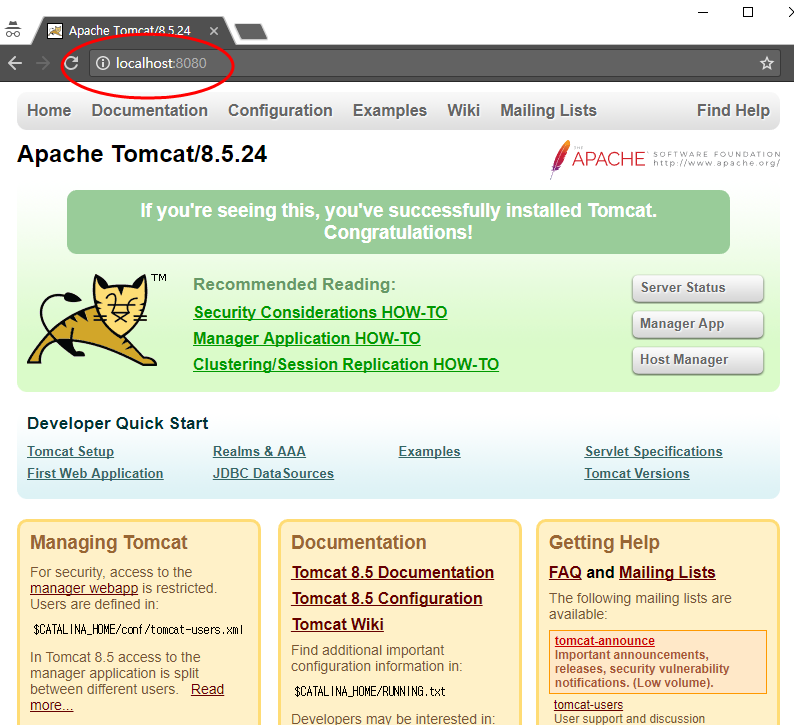 Apache Tomcat/8.5.24
localhost:8080
Home Documentation Configuration Examples Wiki Mailing Lists Find Help
Apache Tomcat/8.5.24
THE APACHE SOFTWARE FOUNDATION
http://www.apache.org/
If you're seeing this, you've successfully installed Tomcat.
Congratulations!
TM
Recommended Reading:
Security Considerations HOW-TO
Manager Application HOW-TO
Clustering/Session Replication HOW-TO
Server Status
Manager App
Host Manager
Developer Quick Start
Tomcat Setup
First Web Application
Realms & AAA
JDBC DataSources
Examples
Servlet Specifications
Tomcat Versions
Managing Tomcat
For security, access to the
manager webapp is restricted.
Users are defined in:
$CATALINA_HOME/conf/tomcat-users.xml
In Tomcat 8.5 access to the
manager application is split
between different users. Read
more...
Documentation
Tomcat 8.5 Documentation
Tomcat 8.5 Configuration
Tomcat Wiki
Find additional important
configuration information in:
$CATALINA_HOME/RUNNING.txt
Developers may be interested in:
Getting Help
FAQ and Mailing Lists
The following mailing lists are
available:
tomcat-announce
Important announcements,
releases, security vulnerability
notifications. (Low volume).
tomcat-users
User support and discussion